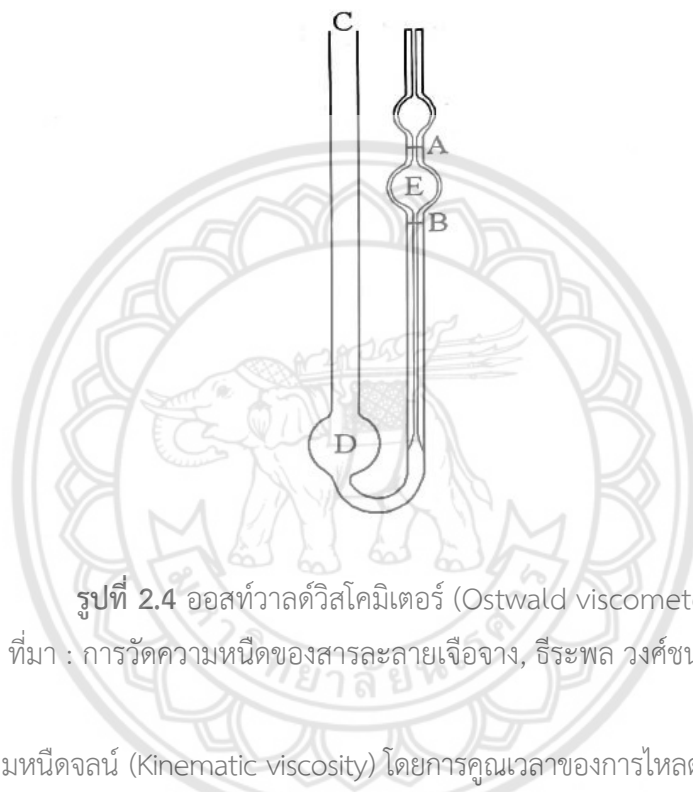 C
A
E
B
D
รูปที่ 2.4 ออสท์วาลด์วิสโคมิเตอร์ (Ostwald viscomete
ที่มา : การวัดความหนืดของสารละลายเจือจาง, ธีระพล วงศ์ชน
มหนืดจลน์ (Kinematic viscosity) โดยการคูณเวลาของการไหลด